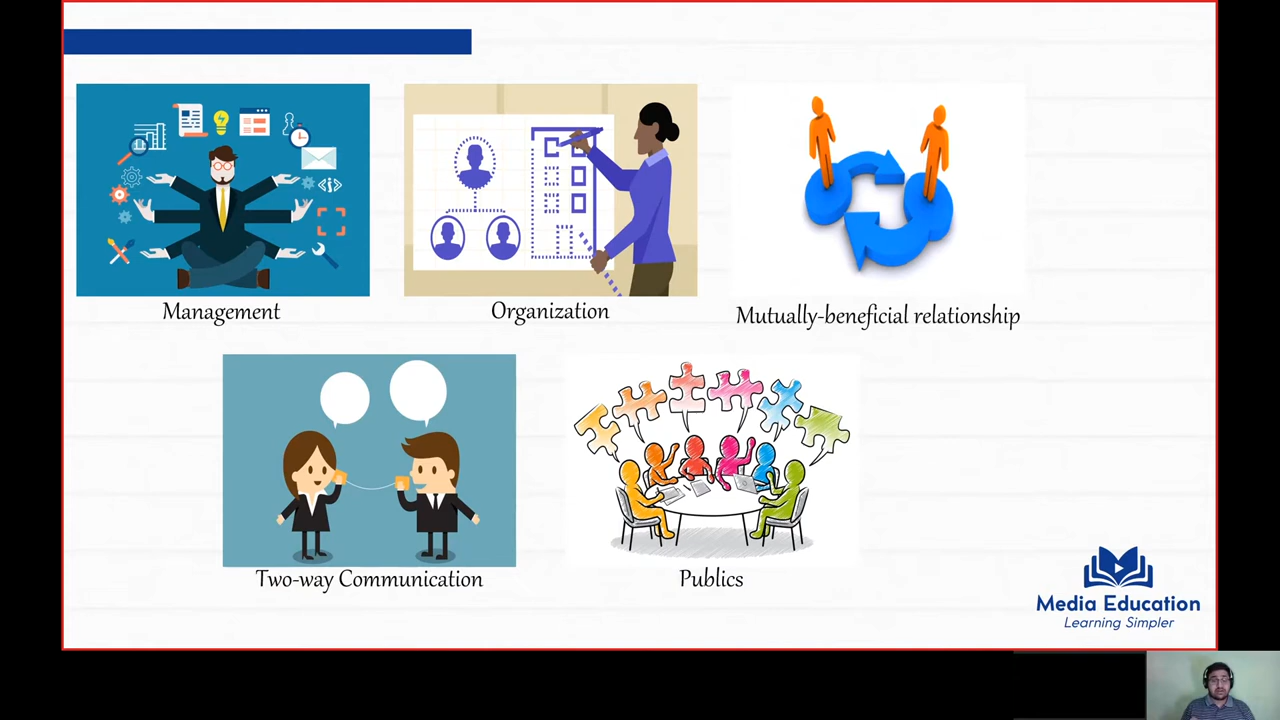 Management
Organization
Mutually-beneficial relationship
Two-way Communication
Publics
Media Education
Learning Simpler